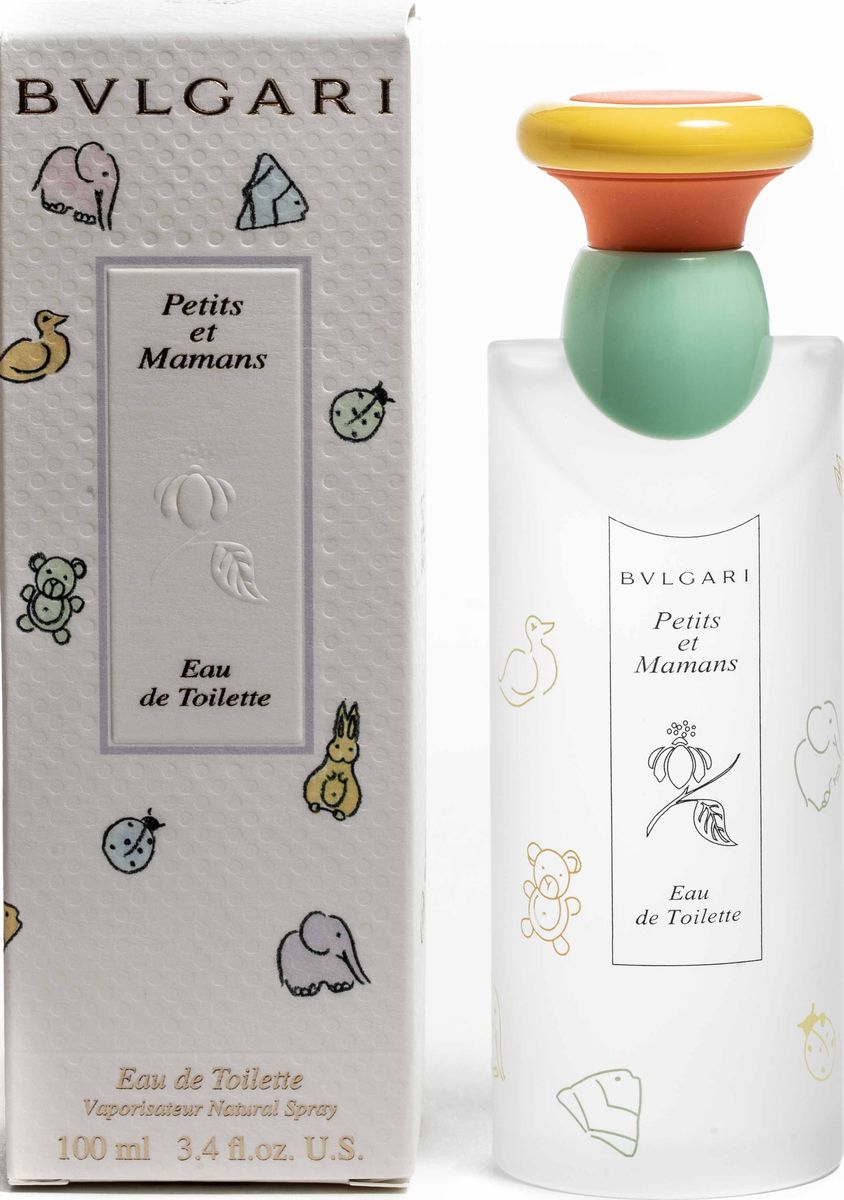 BVLGARI
Petits
et
Mamans
Eau
de Toilette
Eau de Toilette
Vaporisateur Natural Spray
100 ml 3.4 fl.oz. U.S.
BVLGARI
Petits
et
Mamans
Eau
de Toilette